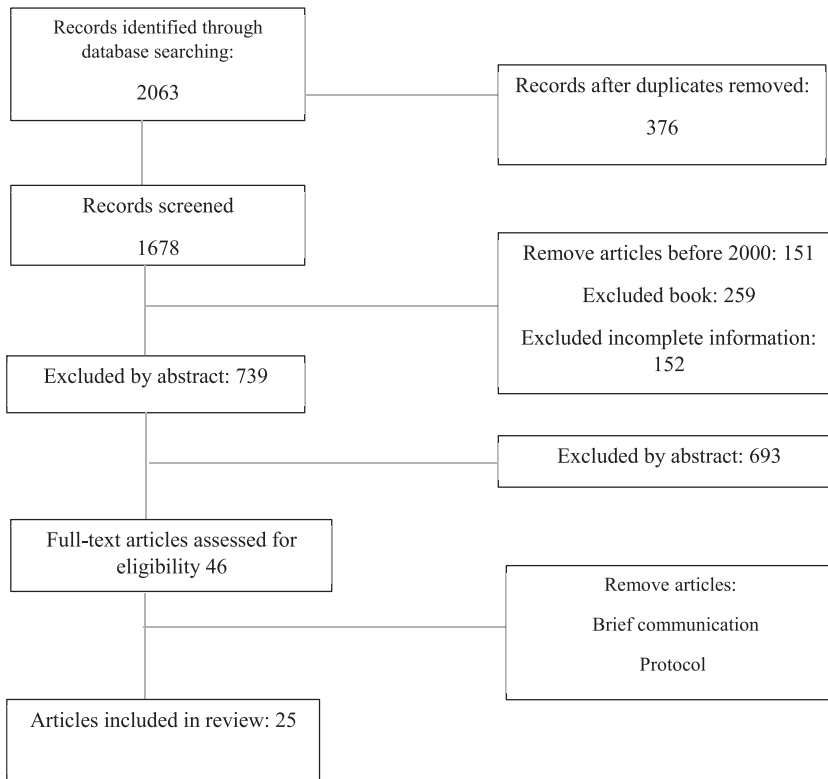 Records identified through
database searching:
2063
Records after duplicates removed:
376
Records screened
1678
Remove articles before 2000: 151
Excluded book: 259
Excluded incomplete information:
152
Excluded by abstract: 739
Excluded by abstract: 693
Full-text articles assessed for
eligibility 46
Remove articles:
Brief communication
Protocol
Articles included in review: 25